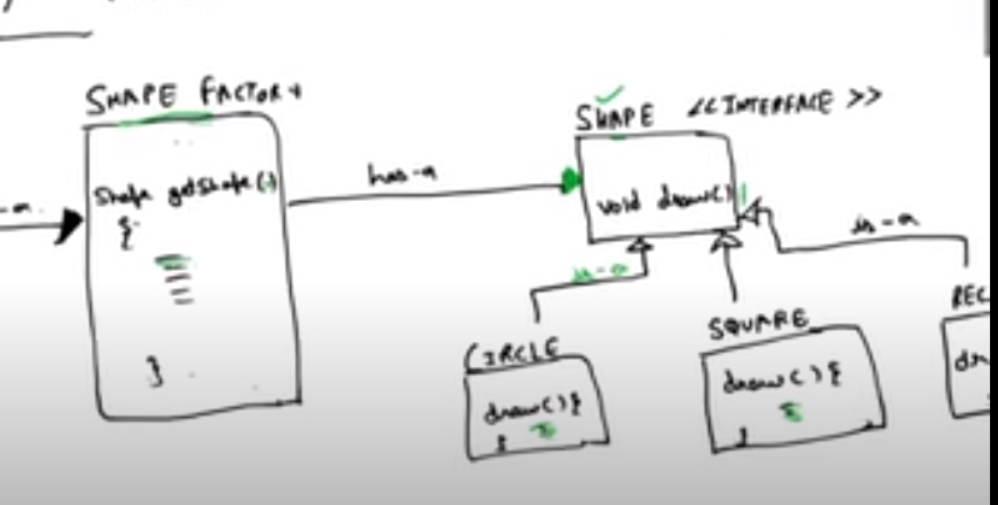 SHAPE FACTORY
Shape getShape()
{
}
-a
has-a
SHAPE <<INTERFACE>>
void draw()
is-a
is-a
CIRCLE
draw(){
}
SQUARE
draw(){
}
REC
dr